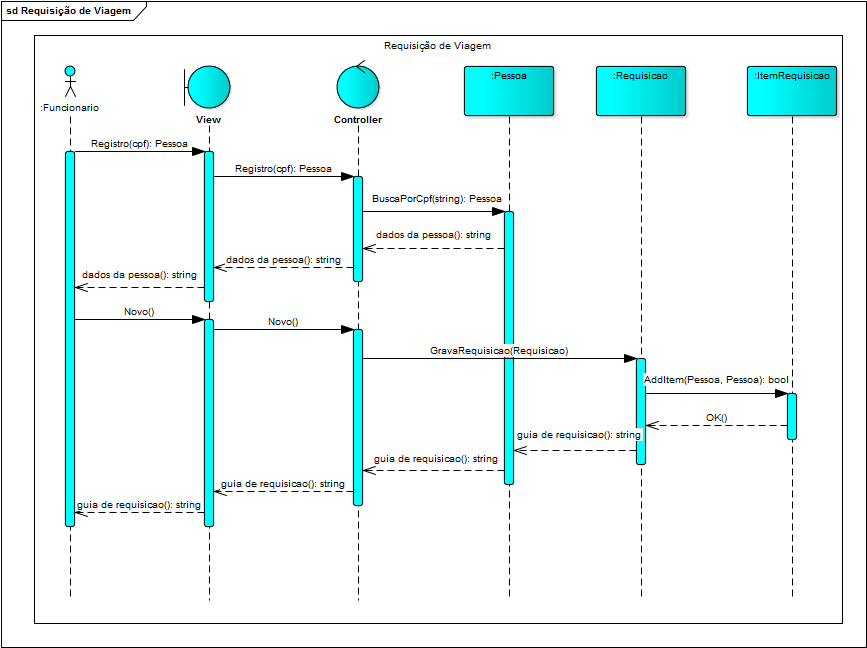 sd Requisição de Viagem
Requisição de Viagem
:Funcionario
View
Controller
:Pessoa
:Requisicao
:ItemRequisicao
Registro(cpf): Pessoa
Registro(cpf): Pessoa
BuscaPorCpf(string): Pessoa
dados da pessoa(): string
dados da pessoa(): string
dados da pessoa(): string
Novo()
Novo()
GravaRequisicao(Requisicao)
AddItem(Pessoa, Pessoa): bool
OK()
guia de requisicao(): string
guia de requisicao(): string
guia de requisicao(): string
guia de requisicao(): string